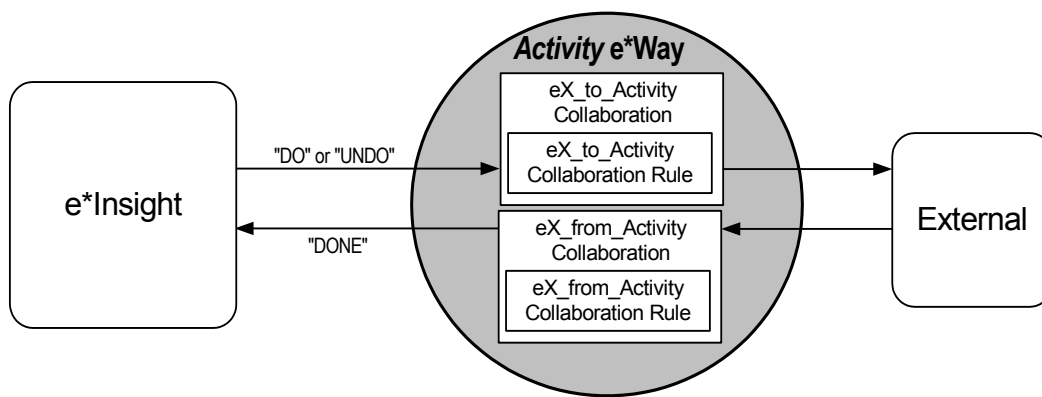 Activity e*Way
eX_to_Activity
Collaboration
eX_to_Activity
Collaboration Rule
e*Insight
"DO" or "UNDO"
"DONE"
eX_from_Activity
Collaboration
eX_from_Activity
Collaboration Rule
External